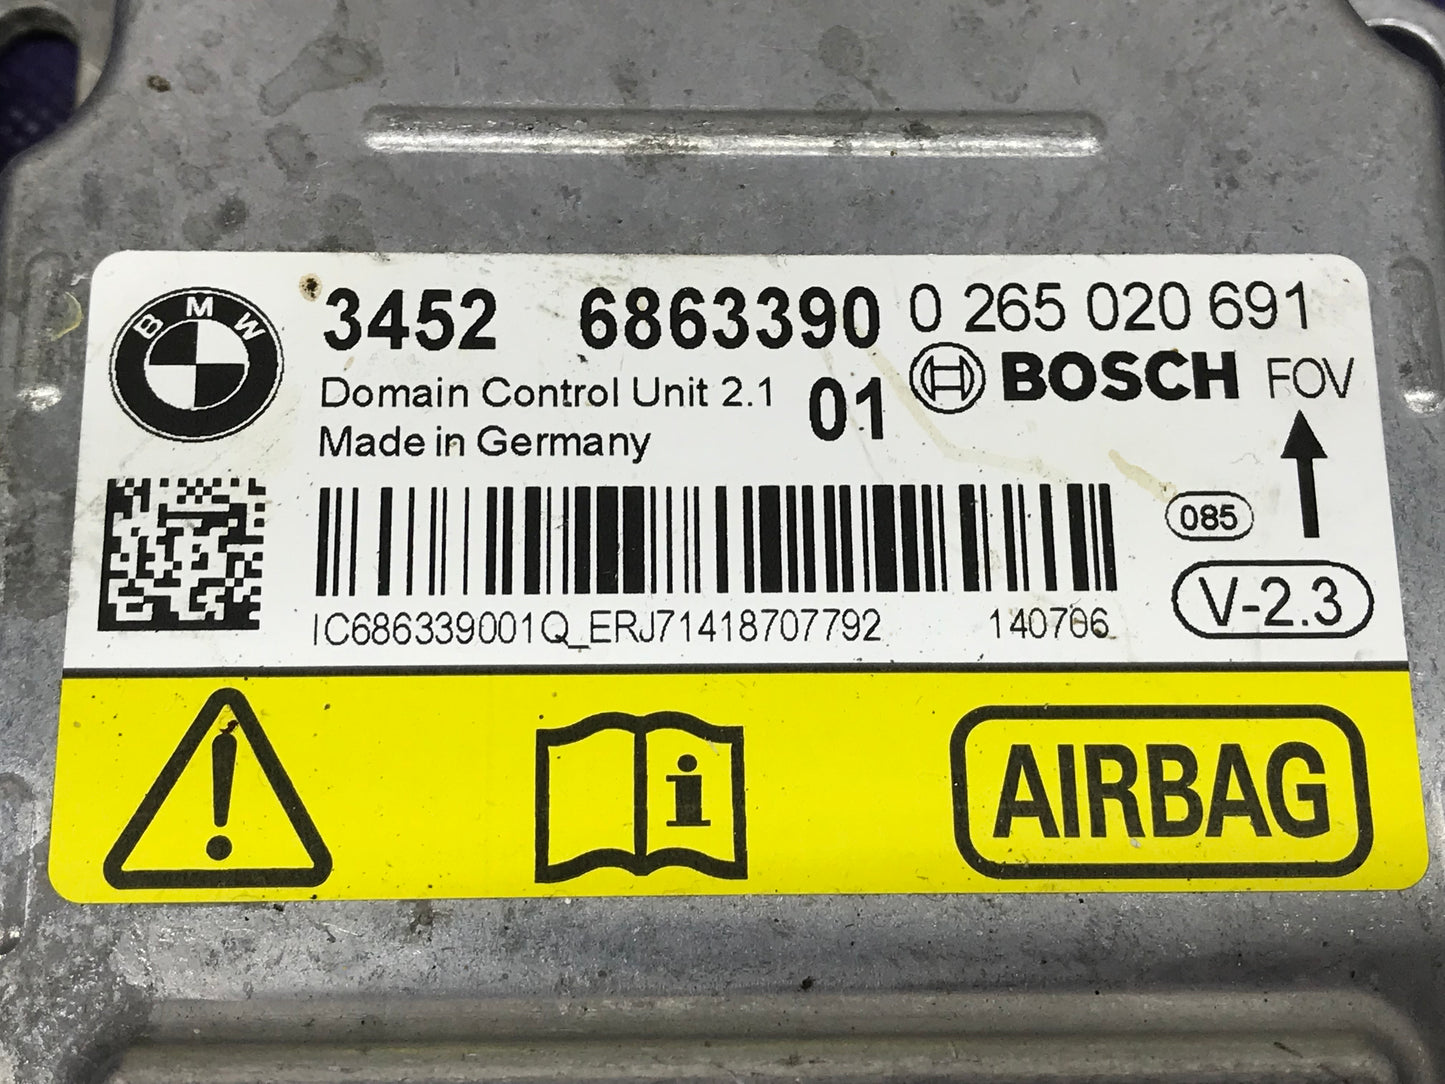 BMW
3452 6863390 0 265 020 691
Domain Control Unit 2.1 01 BOSCH FOV
Made in Germany
085
IC686339001Q_ERJ71418707792 140706 V-2.3
i
AIRBAG